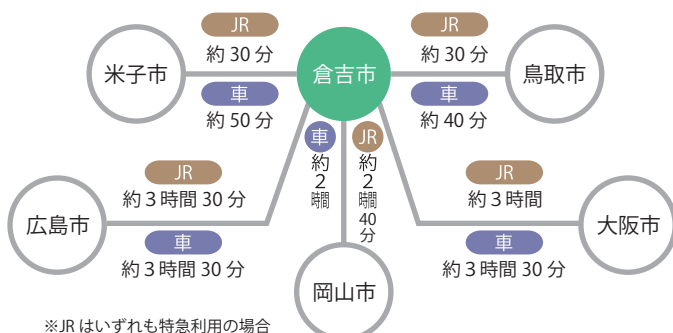 JR
約30分
米子市
車
約50分
倉吉市
JR
約30分
鳥取市
車
約40分
車
約2時間
JR
約2時間40分
JR
約3時間30分
広島市
車
約3時間30分
JR
約3時間
大阪市
車
約3時間30分
岡山市
※JRはいずれも特急利用の場合